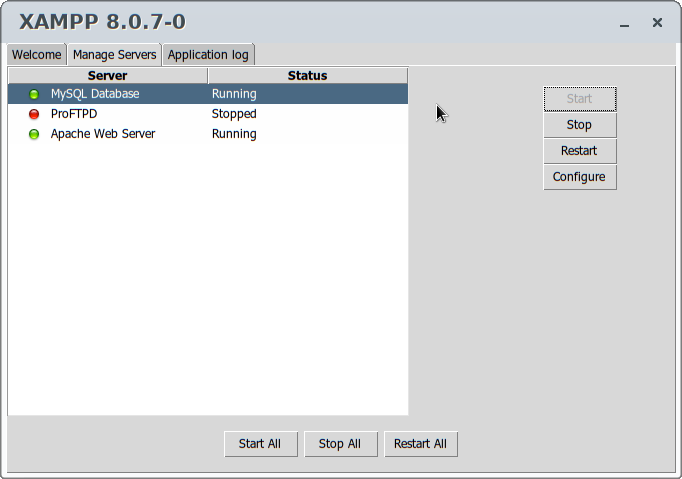 XAMPP 8.0.7-0
Welcome Manage Servers Application log
Server Status
MySQL Database Running
ProFTPD Stopped
Apache Web Server Running
Start
Stop
Restart
Configure
Start All Stop All Restart All